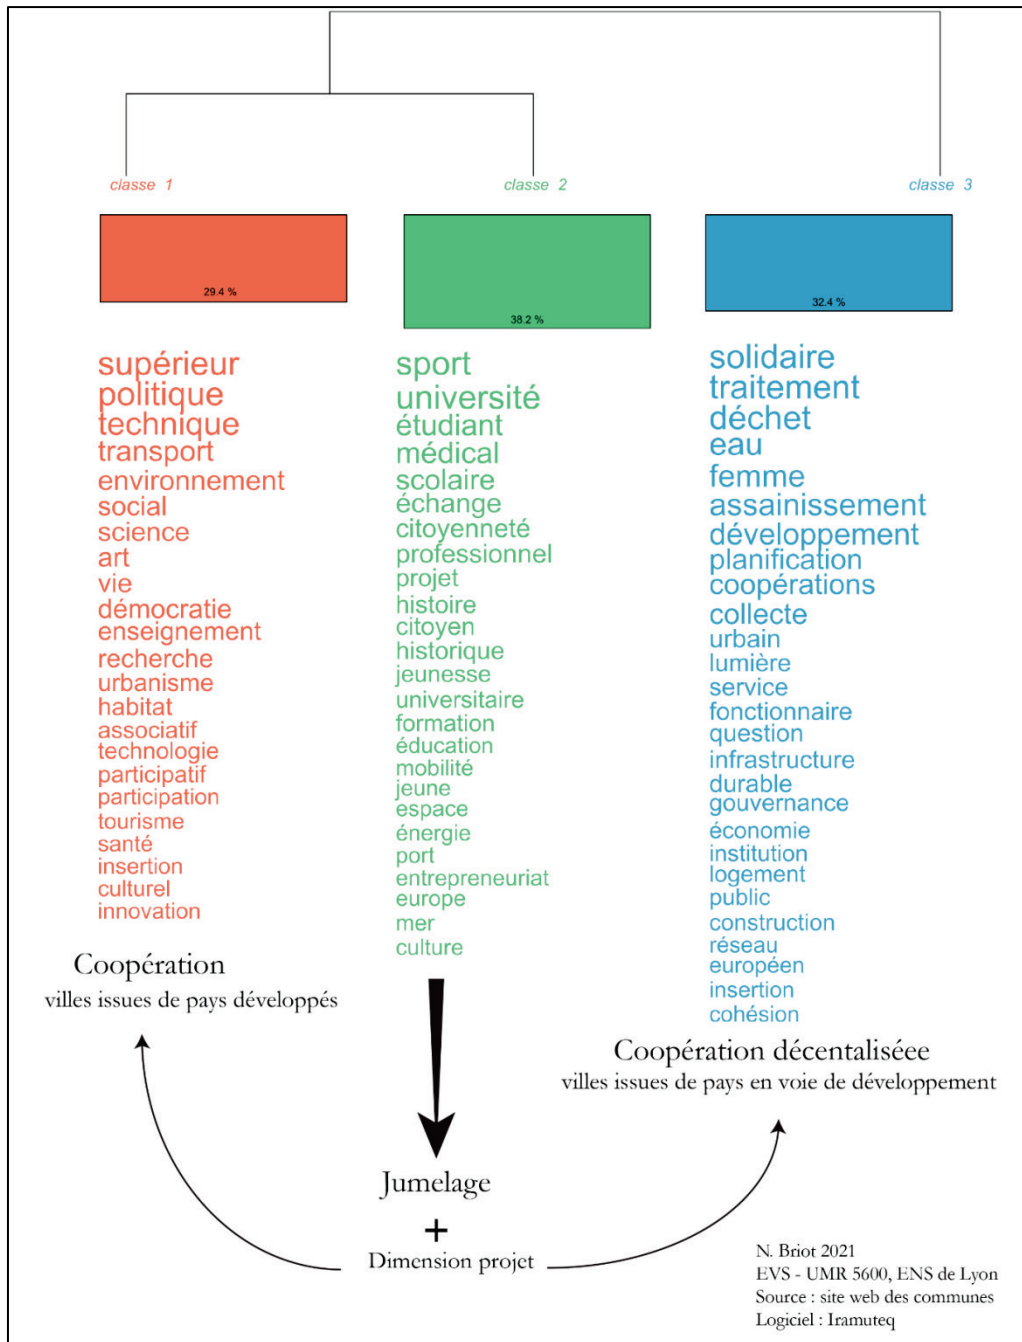 classe 1
classe 2
classe 3
29.4 %
38.2 %
32.4 %
supérieur
politique
technique
transport
environnement
social
science
art
vie
démocratie
enseignement
recherche
urbanisme
habitat
associatif
technologie
participatif
participation
tourisme
santé
insertion
culturel
innovation
Coopération
villes issues de pays développés
sport
université
étudiant
médical
scolaire
échange
citoyenneté
professionnel
projet
histoire
citoyen
historique
jeunesse
universitaire
formation
éducation
mobilité
jeune
espace
énergie
port
entrepreneuriat
europe
mer
culture
solidaire
traitement
déchet
eau
femme
assainissement
développement
planification
coopérations
collecte
urbain
lumière
service
fonctionnaire
question
infrastructure
durable
gouvernance
économie
institution
logement
public
construction
réseau
européen
insertion
cohésion
Coopération décentaliséee
villes issues de pays en voie de développement
Jumelage
+
Dimension projet
N. Briot 2021
EVS - UMR 5600, ENS de Lyon
Source : site web des communes
Logiciel : Iramuteq